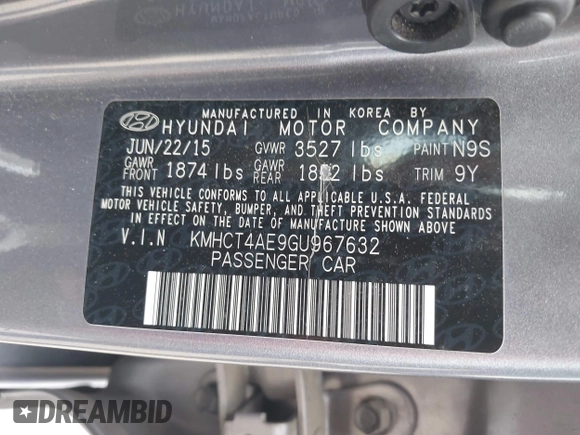 MANUFACTURED IN KOREA BY
HYUNDAI MOTOR COMPANY
JUN/22/15 GVWR 3527 lbs PAINT N9S
GAWR FRONT 1874 lbs GAWR REAR lbs TRIM 9Y
THIS VEHICLE CONFORMS TO ALL APPLICABLE U.S.A. FEDERAL
MOTOR VEHICLE SAFETY, BUMPER, AND THEFT PREVENTION STANDARDS
IN EFFECT ON THE DATE OF MANUFACTURE SHOWN ABOVE
V.I.N KMHCT4AE9GU967632
PASSENGER CAR
DREAMBID